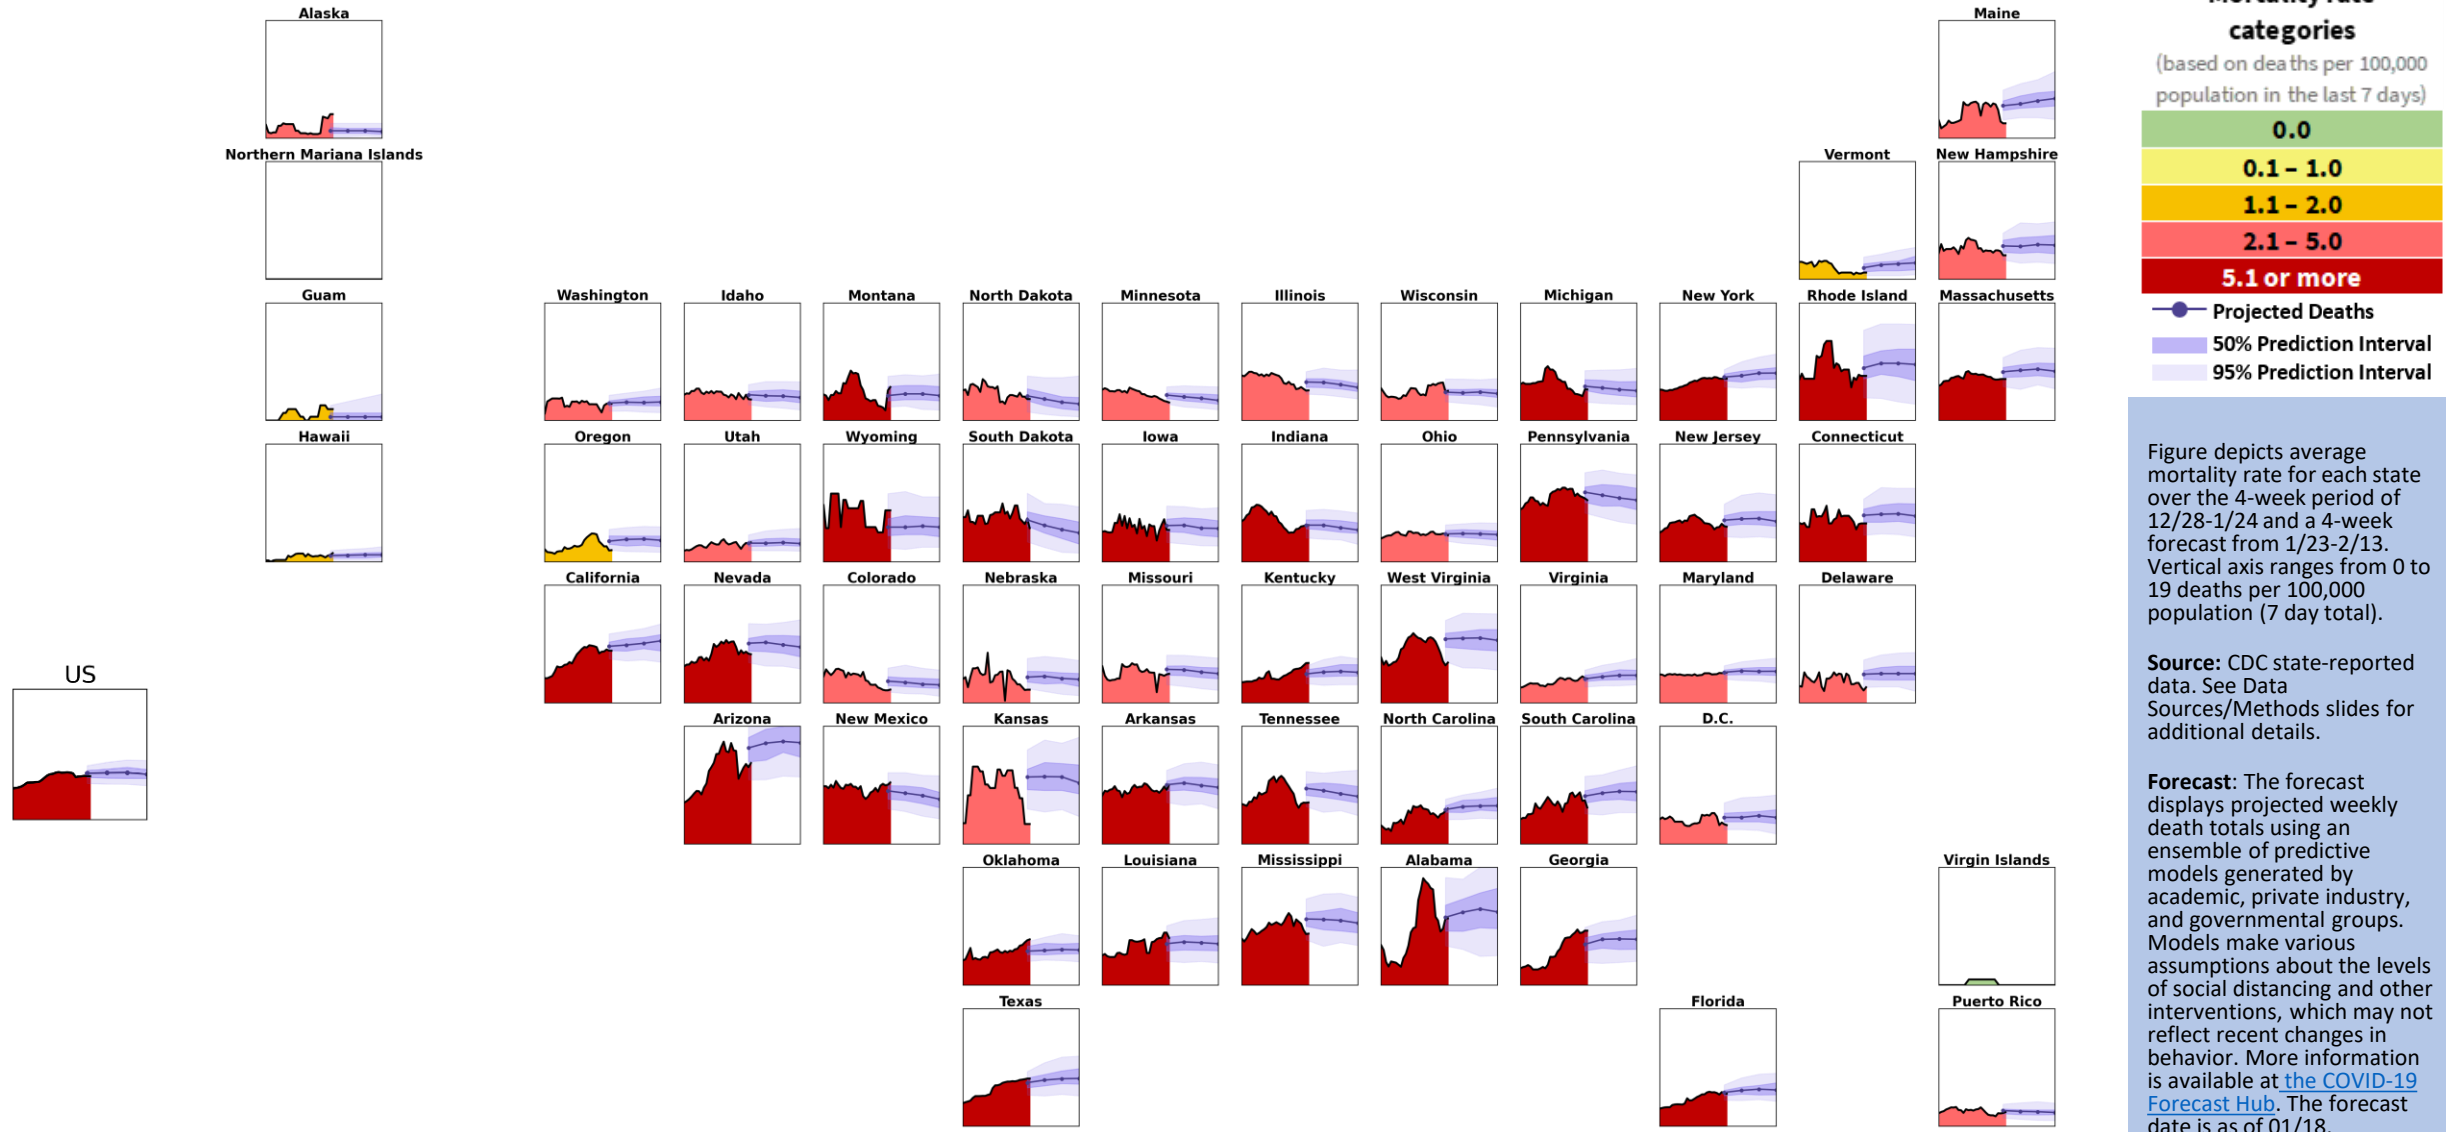 Alaska
Maine
Northern Mariana Islands
Vermont
New Hampshire
Guam
Washington
Idaho
Montana
North Dakota
Minnesota
Illinois
Wisconsin
Michigan
New York
Rhode Island
Massachusetts
Hawaii
Oregon
Utah
Wyoming
South Dakota
Iowa
Indiana
Ohio
Pennsylvania
New Jersey
Connecticut
California
Nevada
Colorado
Nebraska
Missouri
Kentucky
West Virginia
Virginia
Maryland
Delaware
US
Arizona
New Mexico
Kansas
Arkansas
Tennessee
North Carolina
South Carolina
D.C.
Oklahoma
Louisiana
Mississippi
Alabama
Georgia
Virgin Islands
Texas
Florida
Puerto Rico
Mortality rate
categories
(based on deaths per 100,000
population in the last 7 days)
0.0
0.1 – 1.0
1.1 – 2.0
2.1 – 5.0
5.1 or more
Projected Deaths
50% Prediction Interval
95% Prediction Interval
Figure depicts average
mortality rate for each state
over the 4-week period of
12/28-1/24 and a 4-week
forecast from 1/23-2/13.
Vertical axis ranges from 0 to
19 deaths per 100,000
population (7 day total).
Source: CDC state-reported
data. See Data
Sources/Methods slides for
additional details.
Forecast: The forecast
displays projected weekly
death totals using an
ensemble of predictive
models generated by
academic, private industry,
and governmental groups.
Models make various
assumptions about the levels
of social distancing and other
interventions, which may not
reflect recent changes in
behavior. More information
is available at the COVID-19
Forecast Hub. The forecast
date is as of 01/18.